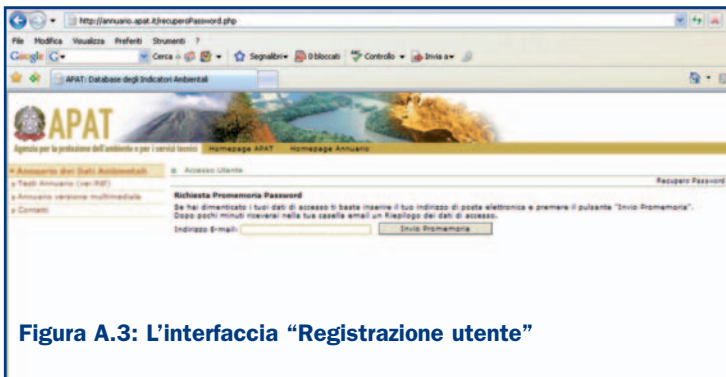 http://annuario.apat.it/recuperoPassword.php
File Modifica Visualizza Preferiti Strumenti ?
Google G Cerca Segnalibri 0 bloccati Controllo Invia a
APAT: Database degli Indicatori Ambientali
APAT
Agenzia per la protezione dell'ambiente e per i servizi tecnici Homepage APAT Homepage Annuario
Annuario dei Dati Ambientali
Testi Annuario (ver.PDF)
Annuario versione multimediale
Contatti
Accesso Utente
Recupero Password
Richiesta Promemoria Password
Se hai dimenticato i tuoi dati di accesso ti basta inserire il tuo indirizzo di posta elettronica e premere il pulsante "Invio Promemoria".
Dopo pochi minuti riceverai nella tua casella email un Riepilogo dei dati di accesso.
Indirizzo E-mail: Invio Promemoria
Figura A.3: L'interfaccia “Registrazione utente”